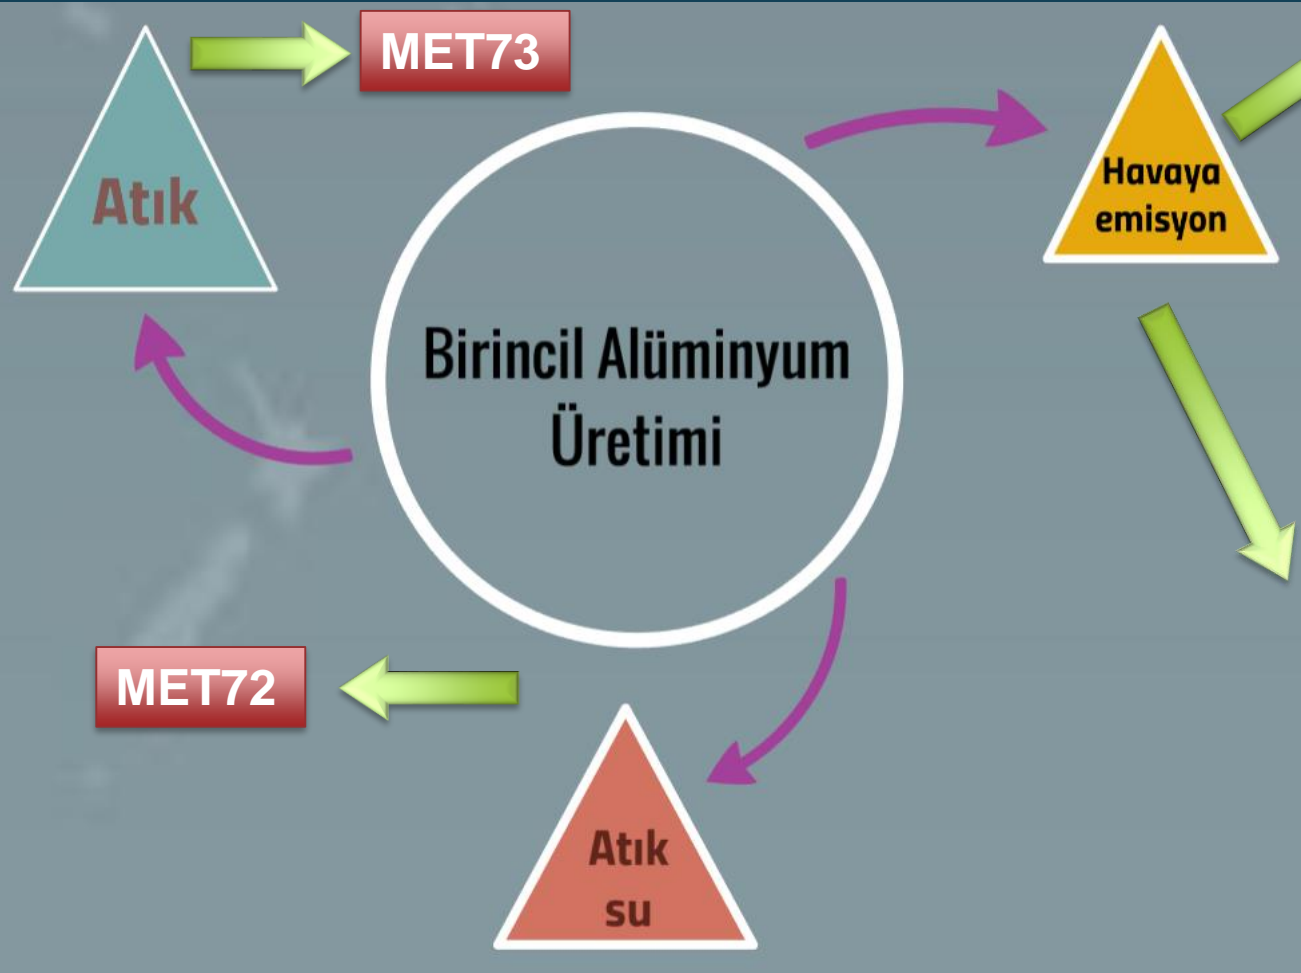 MET73
Atık
Havaya
emisyon
Birincil Alüminyum
Üretimi
MET72
Atık
su